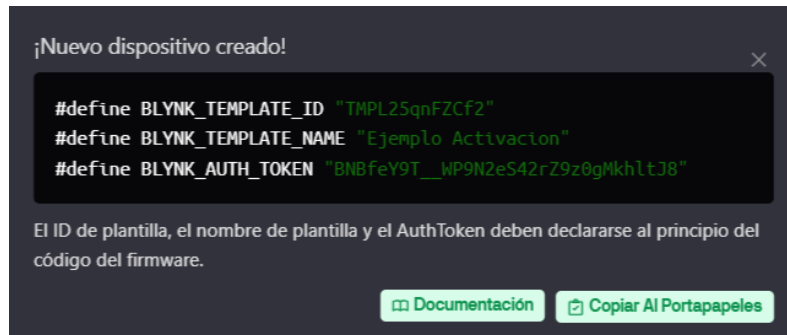 ¡Nuevo dispositivo creado!
#define BLYNK_TEMPLATE_ID "TMPL25qnFZCf2"
#define BLYNK_TEMPLATE_NAME "Ejemplo Activacion"
#define BLYNK_AUTH_TOKEN "BNBfeY9T__WP9N2eS42rZ9z0gMkhltJ8"
El ID de plantilla, el nombre de plantilla y el AuthToken deben declararse al principio del
código del firmware.
Documentación Copiar Al Portapapeles